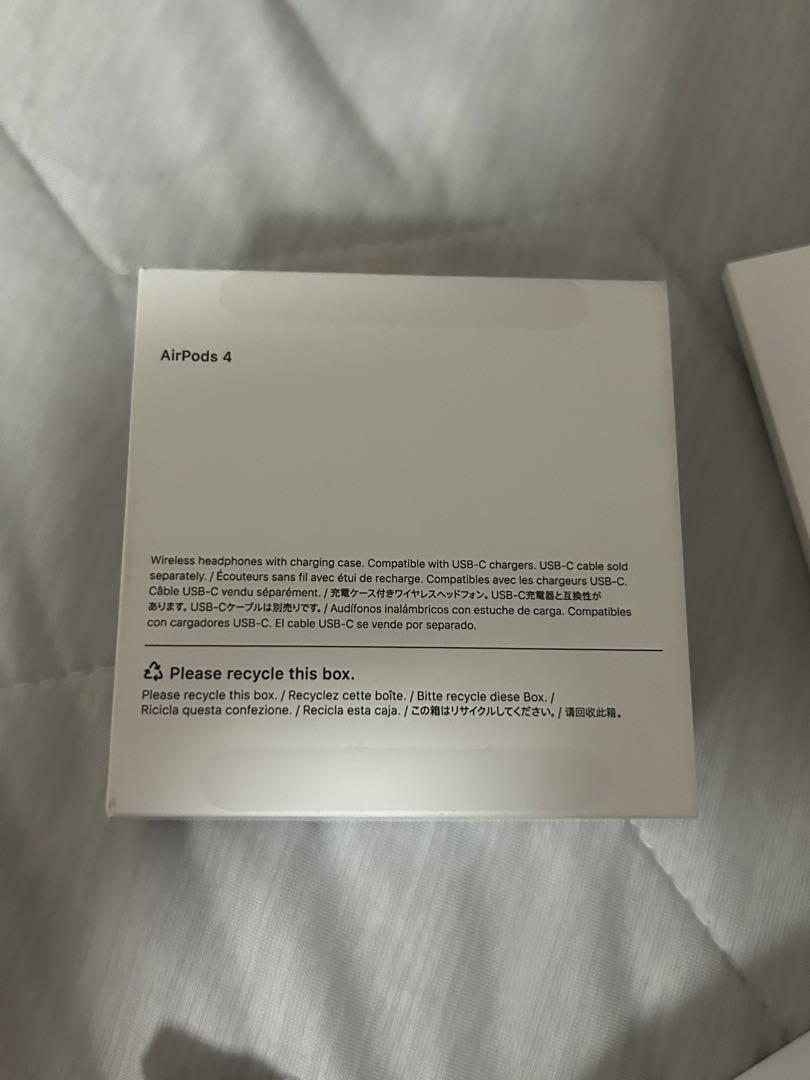 AirPods 4
Wireless headphones with charging case. Compatible with USB-C chargers. USB-C cable sold
separately. / Écouteurs sans fil avec étui de recharge. Compatibles avec les chargeurs USB-C.
Câble USB-C vendu séparément. / 充電ケース付きワイヤレスヘッドフォン。USB-C充電器と互換性が
あります。USB-Cケーブルは別売りです。/ Audífonos inalámbricos con estuche de carga. Compatibles
con cargadores USB-C. El cable USB-C se vende por separado.
Please recycle this box.
Please recycle this box. / Recyclez cette boîte. / Bitte recycle diese Box. /
Ricicla questa confezione. / Recicla esta caja. / この箱はリサイクルしてください。/ 请回收此箱。